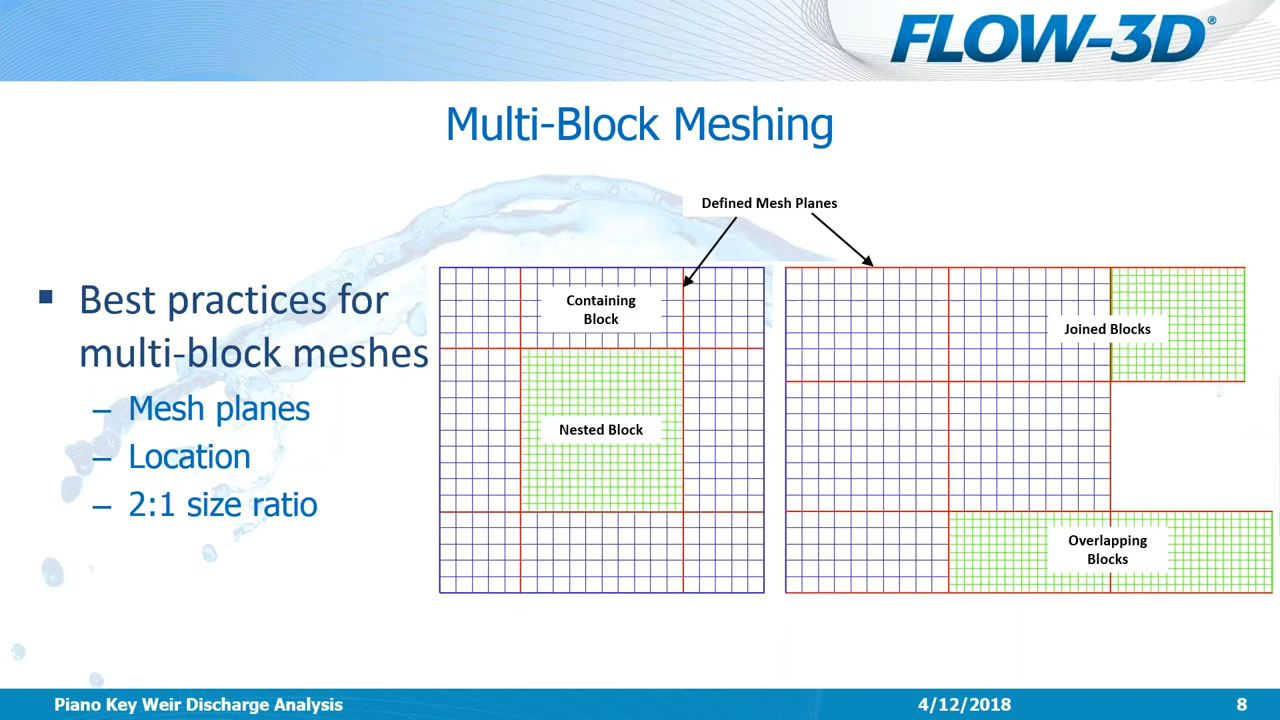 FLOW-3D®
Multi-Block Meshing
Defined Mesh Planes
▪ Best practices for
multi-block meshes
– Mesh planes
– Location
– 2:1 size ratio
Containing
Block
Nested Block
Joined Blocks
Overlapping
Blocks
Piano Key Weir Discharge Analysis
4/12/2018
8